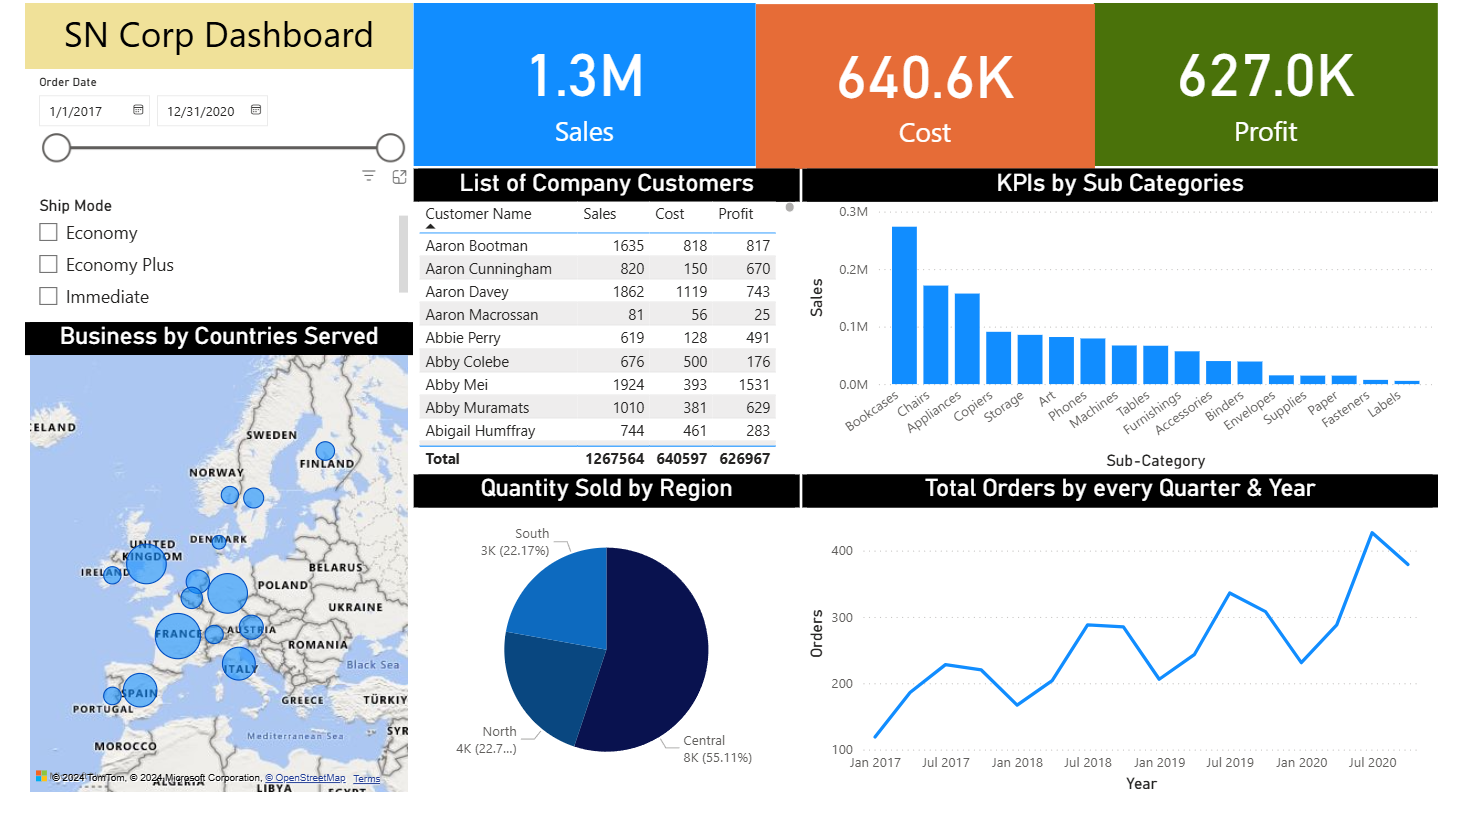 SN Corp Dashboard
Order Date
1/1/2017 12/31/2020
Ship Mode
Economy
Economy Plus
Immediate
1.3M
Sales
640.6K
Cost
627.0K
Profit
List of Company Customers
Customer Name Sales Cost Profit
Aaron Bootman 1635 818 817
Aaron Cunningham 820 150 670
Aaron Davey 1862 1119 743
Aaron Macrossan 81 56 25
Abbie Perry 619 128 491
Abby Colebe 676 500 176
Abby Mei 1924 393 1531
Abby Muramats 1010 381 629
Abigail Humffray 744 461 283
Total 1267564 640597 626967
KPIs by Sub Categories
Sales
0.3M
0.2M
0.1M
0.0M
Bookcases
Chairs
Appliances
Copiers
Storage
Art
Phones
Machines
Tables
Furnishings
Accessories
Binders
Envelopes
Supplies
Paper
Fasteners
Labels
Sub-Category
Business by Countries Served
ELAND
SWEDEN
FINLAND
NORWAY
DENMARK
UNITED
KINGDOM
IRELAND
BELARUS
POLAND
UKRAINE
FRANCE
AUSTRIA
ROMANIA
Black Sea
ITALY
SPAIN
PORTUGAL
GREECE
TÜRKIY
SYR
Mediterranean Sea
MOROCCO
ALGERIA
LIBYA
EGYPT
© 2024 TomTom, © 2024 Microsoft Corporation, © OpenStreetMap Terms
Quantity Sold by Region
South
3K (22.17%)
North
4K (22.7...)
Central
8K (55.11%)
Total Orders by every Quarter & Year
Orders
400
300
200
100
Jan 2017 Jul 2017 Jan 2018 Jul 2018 Jan 2019 Jul 2019 Jan 2020 Jul 2020
Year